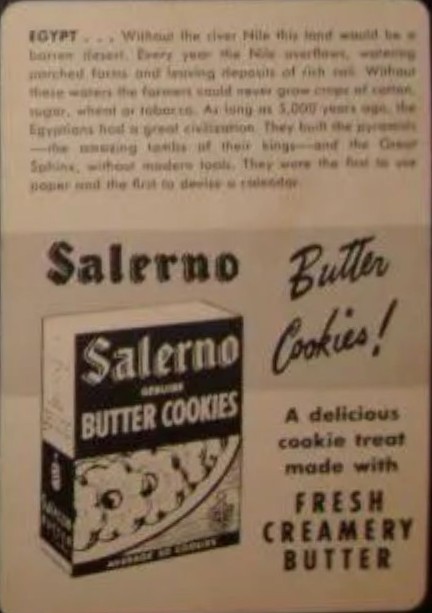 EGYPT . . . Without the river Nile this land would be a
barren desert. Every year the Nile overflows, watering
parched farms and leaving deposits of rich soil. Without
these waters the farmers could never grow crops of cotton,
sugar, wheat or tobacco. As long as 5,000 years ago, the
Egyptians had a great civilization. They built the pyramids
—the amazing tombs of their kings—and the Great
Sphinx, without modern tools. They were the first to use
paper and the first to devise a calendar.
Salerno
Butter
Cookies!
Salerno
GENUINE
BUTTER COOKIES
A delicious
cookie treat
made with
FRESH
CREAMERY
BUTTER